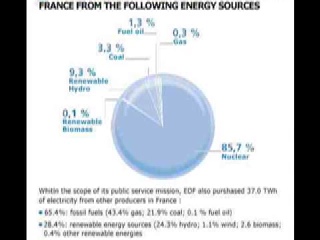 FRANCE FROM THE FOLLOWING ENERGY SOURCES
1,3 %
Fuel oil
0,3 %
Gas
3.3 %
Coal
9,3 %
Renewable
Hydro
0,1 %
Renewable
Biomass
85,7 %
Nuclear
Whitin the scope of its public service mission, EDF also purshased 37.0 TWh
of electricity from other producers in France :
• 65.4%: fossil fuels (43.4% gas; 21.9% coal; 0.1 % fuel oil)
• 28.4%: renewable energy sources (24.3% hydro; 1.1% wind; 2.6 biomass;
0.4% other renewable energies